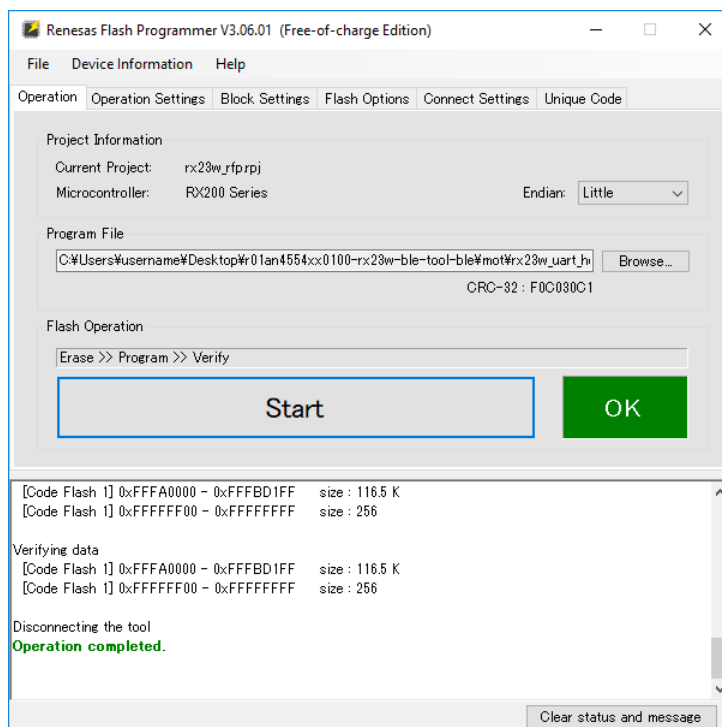 Renesas Flash Programmer V3.06.01 (Free-of-charge Edition)
File Device Information Help
Operation Operation Settings Block Settings Flash Options Connect Settings Unique Code
Project Information
Current Project: rx23w_rfp.rpj
Microcontroller: RX200 Series Endian: Little
Program File
C:¥Users¥username¥Desktop¥r01an4554xx0100-rx23w-ble-tool-ble¥mot¥rx23w_uart_h Browse...
CRC-32 : F0C030C1
Flash Operation
Erase >> Program >> Verify
Start OK
[Code Flash 1] 0xFFFA0000 - 0xFFFBD1FF size : 116.5 K
[Code Flash 1] 0xFFFFFF00 - 0xFFFFFFFF size : 256
Verifying data
[Code Flash 1] 0xFFFA0000 - 0xFFFBD1FF size : 116.5 K
[Code Flash 1] 0xFFFFFF00 - 0xFFFFFFFF size : 256
Disconnecting the tool
Operation completed.
Clear status and message